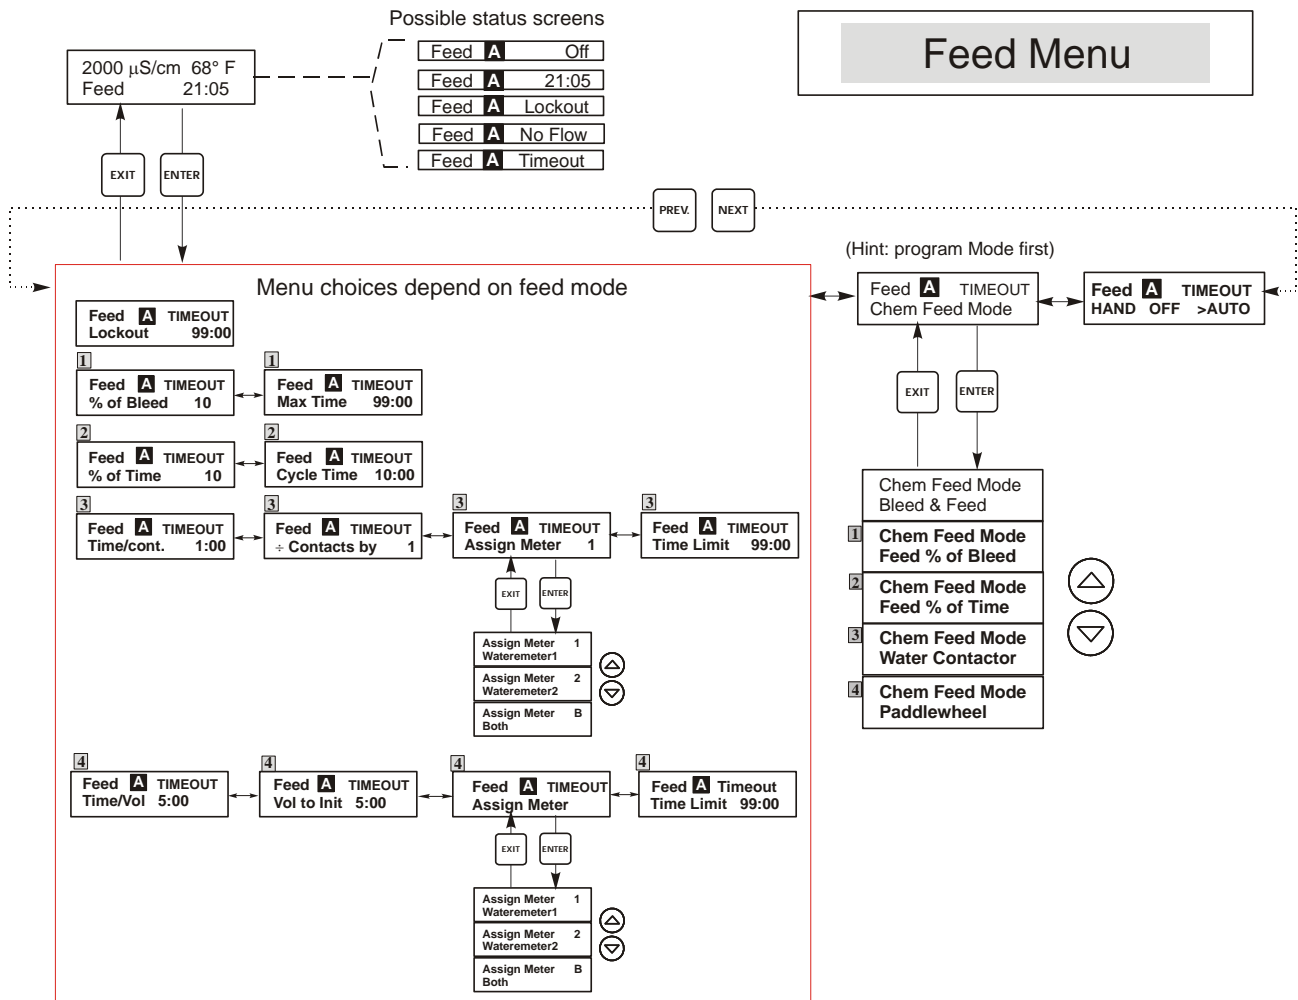 Possible status screens
Feed Menu
2000 µS/cm 68° F
Feed 21:05
Feed A Off
Feed A 21:05
Feed A Lockout
Feed A No Flow
Feed A Timeout
EXIT
ENTER
PREV.
NEXT
(Hint: program Mode first)
Menu choices depend on feed mode
Feed A TIMEOUT
Chem Feed Mode
Feed A TIMEOUT
HAND OFF >AUTO
Feed A TIMEOUT
Lockout 99:00
1
Feed A TIMEOUT
% of Bleed 10
1
Feed A TIMEOUT
Max Time 99:00
EXIT
ENTER
2
Feed A TIMEOUT
% of Time 10
2
Feed A TIMEOUT
Cycle Time 10:00
3
Feed A TIMEOUT
Time/cont. 1:00
3
Feed A TIMEOUT
÷ Contacts by 1
3
Feed A TIMEOUT
Assign Meter 1
3
Feed A TIMEOUT
Time Limit 99:00
EXIT
ENTER
Assign Meter 1
Wateremeter1
Assign Meter 2
Wateremeter2
Assign Meter B
Both
Chem Feed Mode
Bleed & Feed
1
Chem Feed Mode
Feed % of Bleed
2
Chem Feed Mode
Feed % of Time
3
Chem Feed Mode
Water Contactor
4
Chem Feed Mode
Paddlewheel
4
Feed A TIMEOUT
Time/Vol 5:00
4
Feed A TIMEOUT
Vol to Init 5:00
4
Feed A TIMEOUT
Assign Meter
4
Feed A Timeout
Time Limit 99:00
EXIT
ENTER
Assign Meter 1
Wateremeter1
Assign Meter 2
Wateremeter2
Assign Meter B
Both